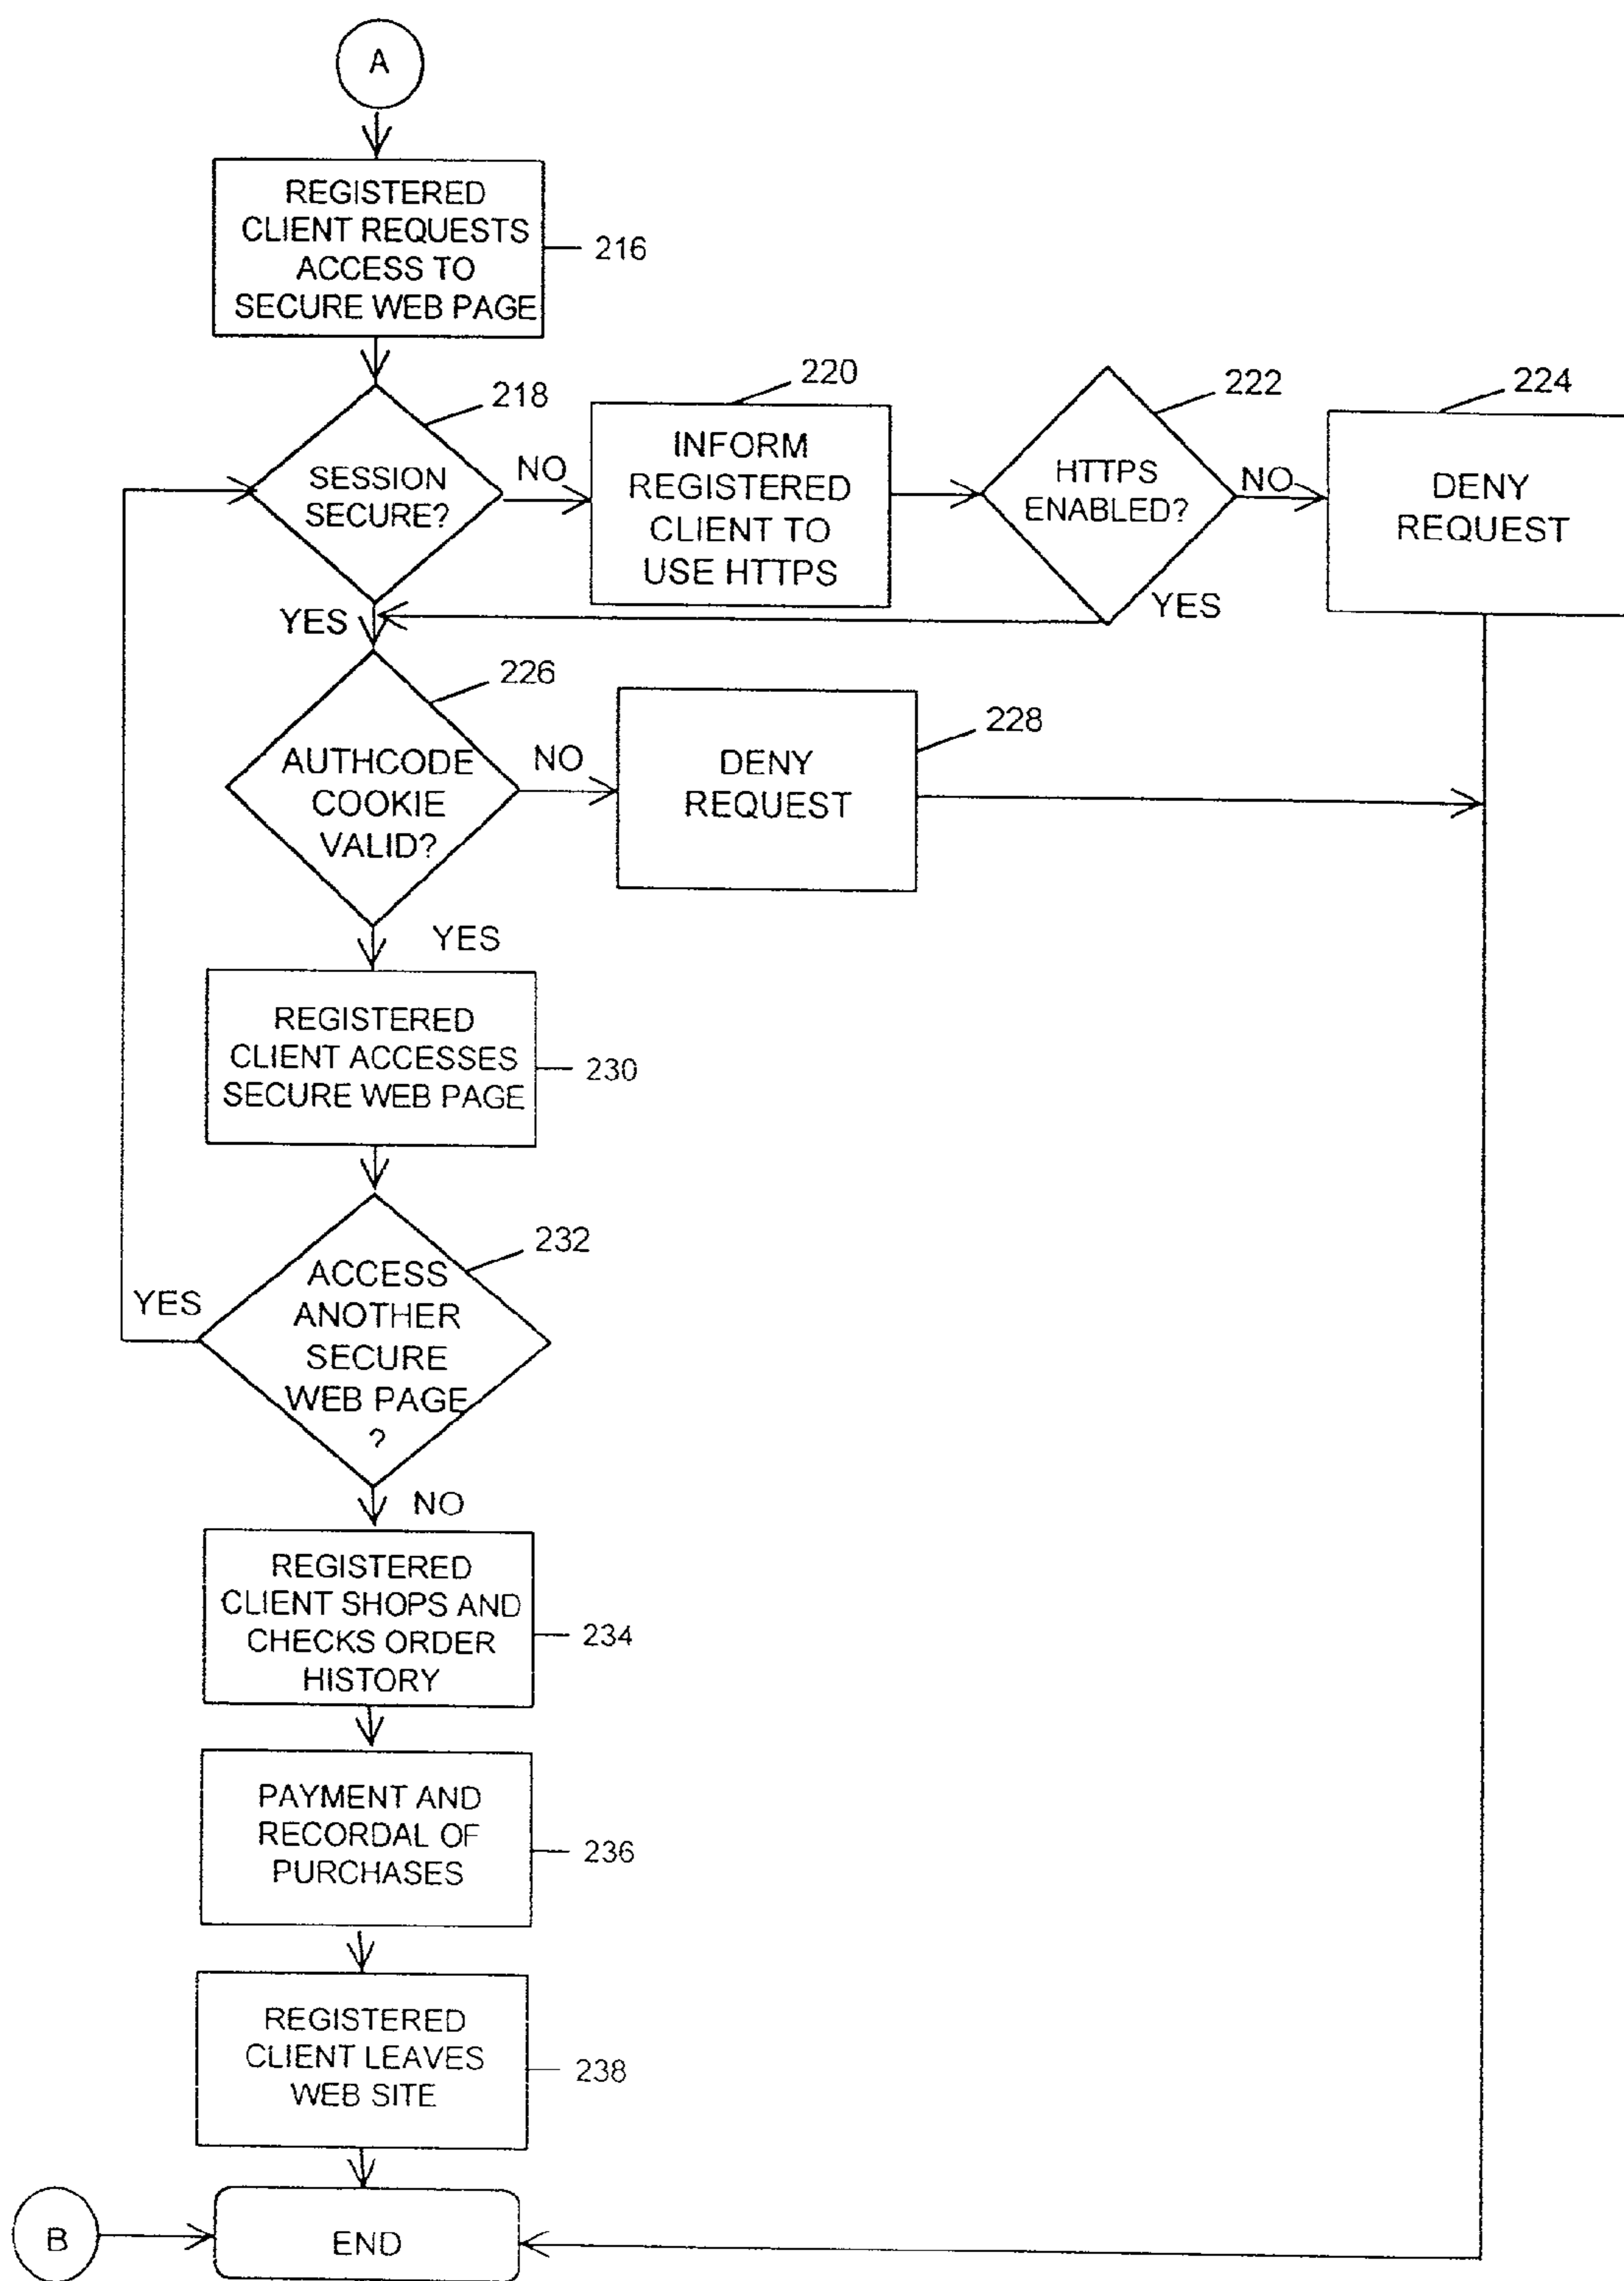 A
REGISTERED
CLIENT REQUESTS
ACCESS TO
SECURE WEB PAGE
216
218
SESSION
SECURE?
NO
220
INFORM
REGISTERED
CLIENT TO
USE HTTPS
222
HTTPS
ENABLED?
NO
224
DENY
REQUEST
YES
YES
226
AUTHCODE
COOKIE
VALID?
NO
228
DENY
REQUEST
YES
REGISTERED
CLIENT ACCESSES
SECURE WEB PAGE
230
232
ACCESS
ANOTHER
SECURE
WEB PAGE
?
YES
NO
REGISTERED
CLIENT SHOPS AND
CHECKS ORDER
HISTORY
234
PAYMENT AND
RECORDAL OF
PURCHASES
236
REGISTERED
CLIENT LEAVES
WEB SITE
238
B
END